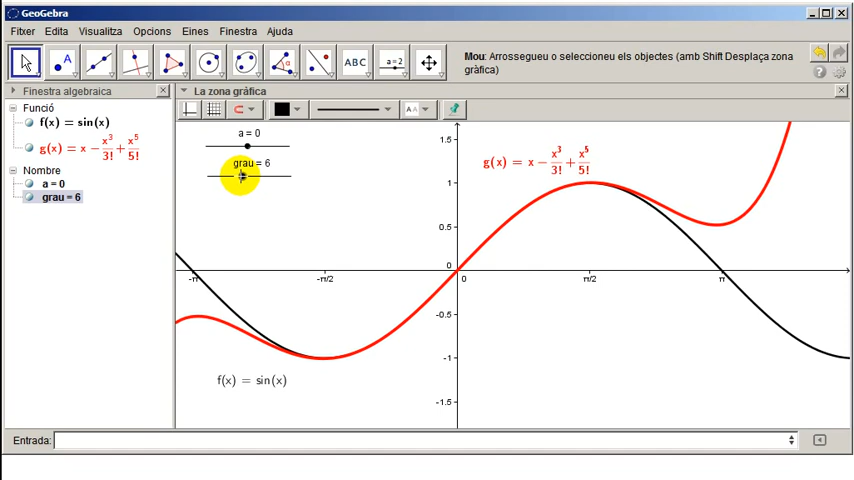 GeoGebra
Fitxer Edita Visualitza Opcions Eines Finestra Ajuda
A
α
ABC
a = 2
Mou: Arrossegueu o seleccioneu els objectes (amb Shift Desplaça zona
gràfica)
Finestra algebraica
La zona gràfica
A A
Funció
f(x) = sin(x)
g(x) = x − x³/3! + x⁵/5!
Nombre
a = 0
grau = 6
a = 0
grau = 6
g(x) = x − x³/3! + x⁵/5!
1.5
1
0.5
0
-π -π/2 0 π/2 π
-0.5
-1
-1.5
f(x) = sin(x)
Entrada: